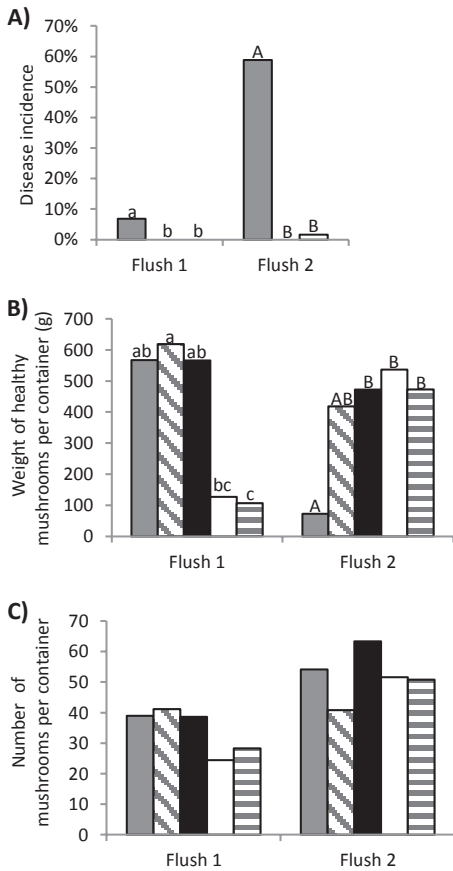 A)
Disease incidence
70%
60%
50%
40%
30%
20%
10%
0%
a
b
b
A
B
B
Flush 1
Flush 2
B)
Weight of healthy
mushrooms per container (g)
700
600
500
400
300
200
100
0
ab
a
ab
bc
c
A
AB
B
B
B
Flush 1
Flush 2
C)
Number of
mushrooms per container
70
60
50
40
30
20
10
0
Flush 1
Flush 2